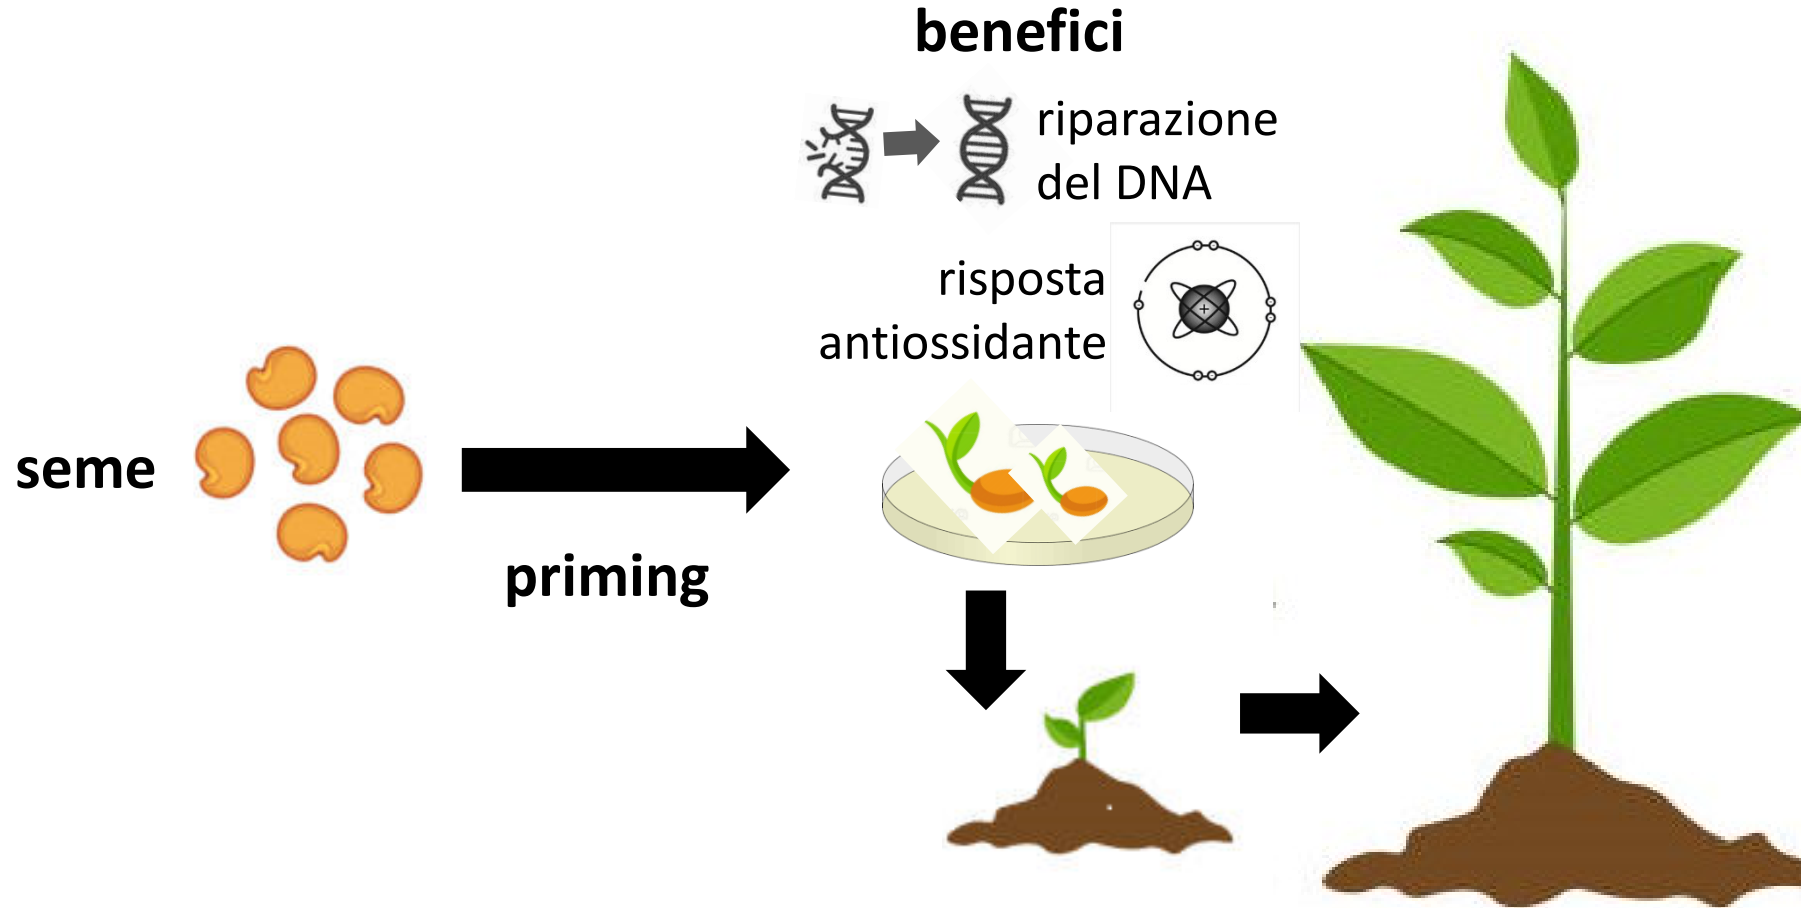 benefici
riparazione
del DNA
risposta
antiossidante
seme
priming